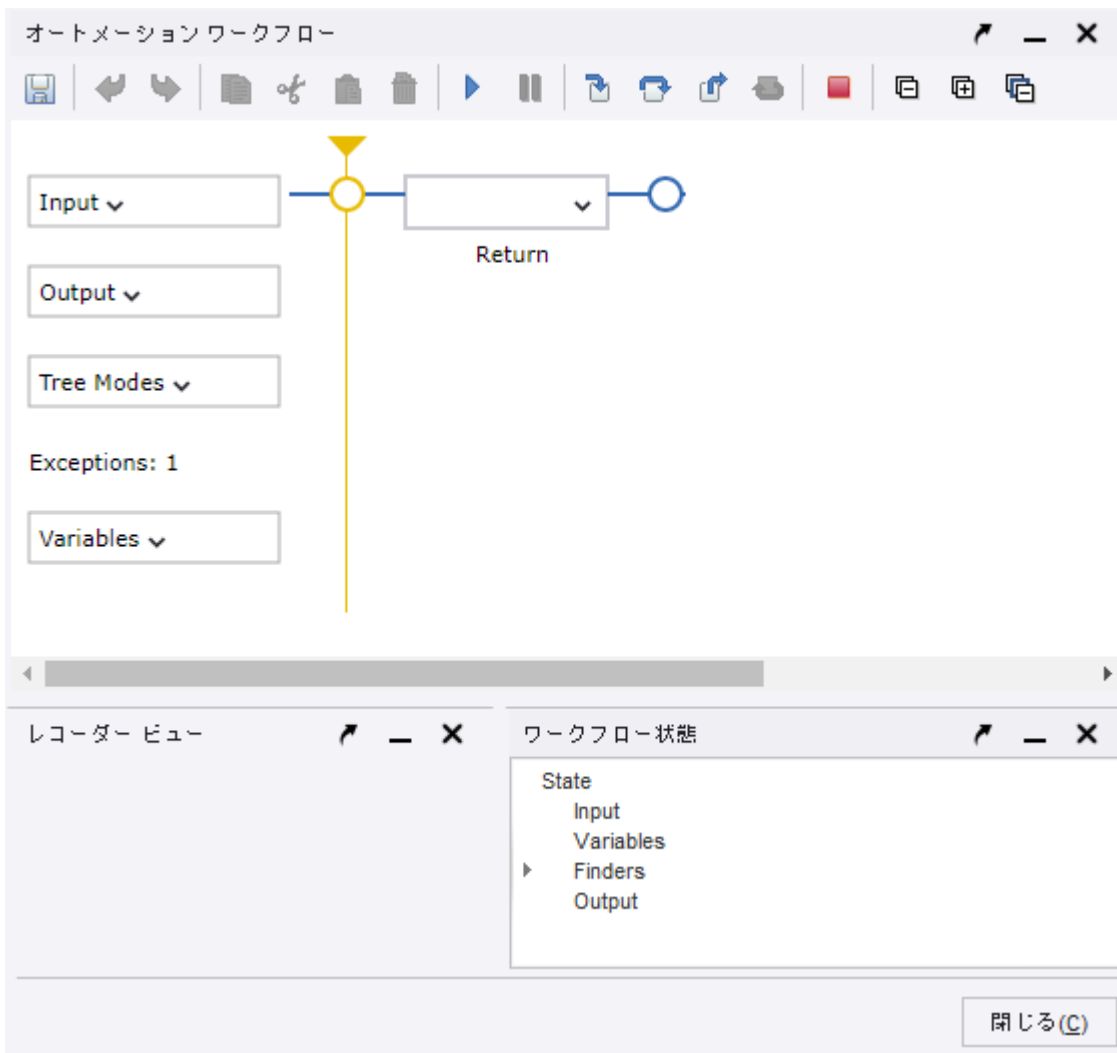 オートメーション ワークフロー
Input
Return
Output
Tree Modes
Exceptions: 1
Variables
レコーダー ビュー
ワークフロー状態
State
Input
Variables
Finders
Output
閉じる(C)